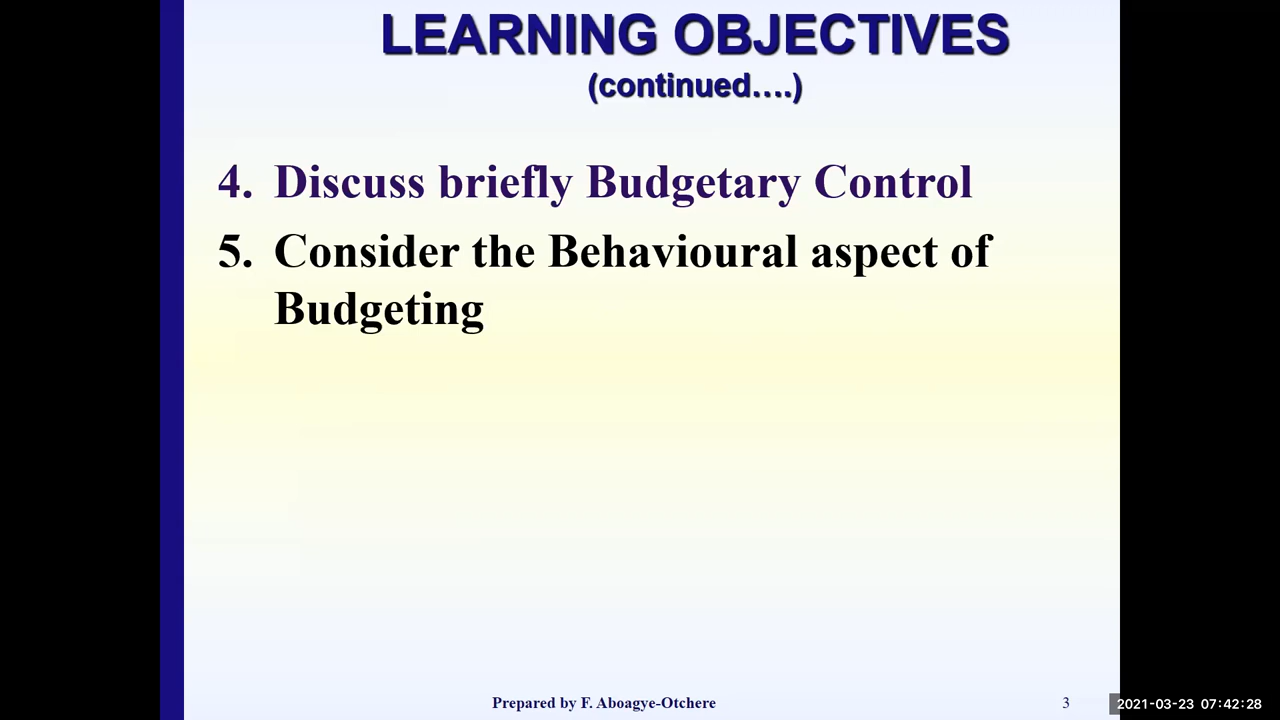 LEARNING OBJECTIVES
(continued….)
4. Discuss briefly Budgetary Control
5. Consider the Behavioural aspect of
Budgeting
Prepared by F. Aboagye-Otchere
3
2021-03-23 07:42:28